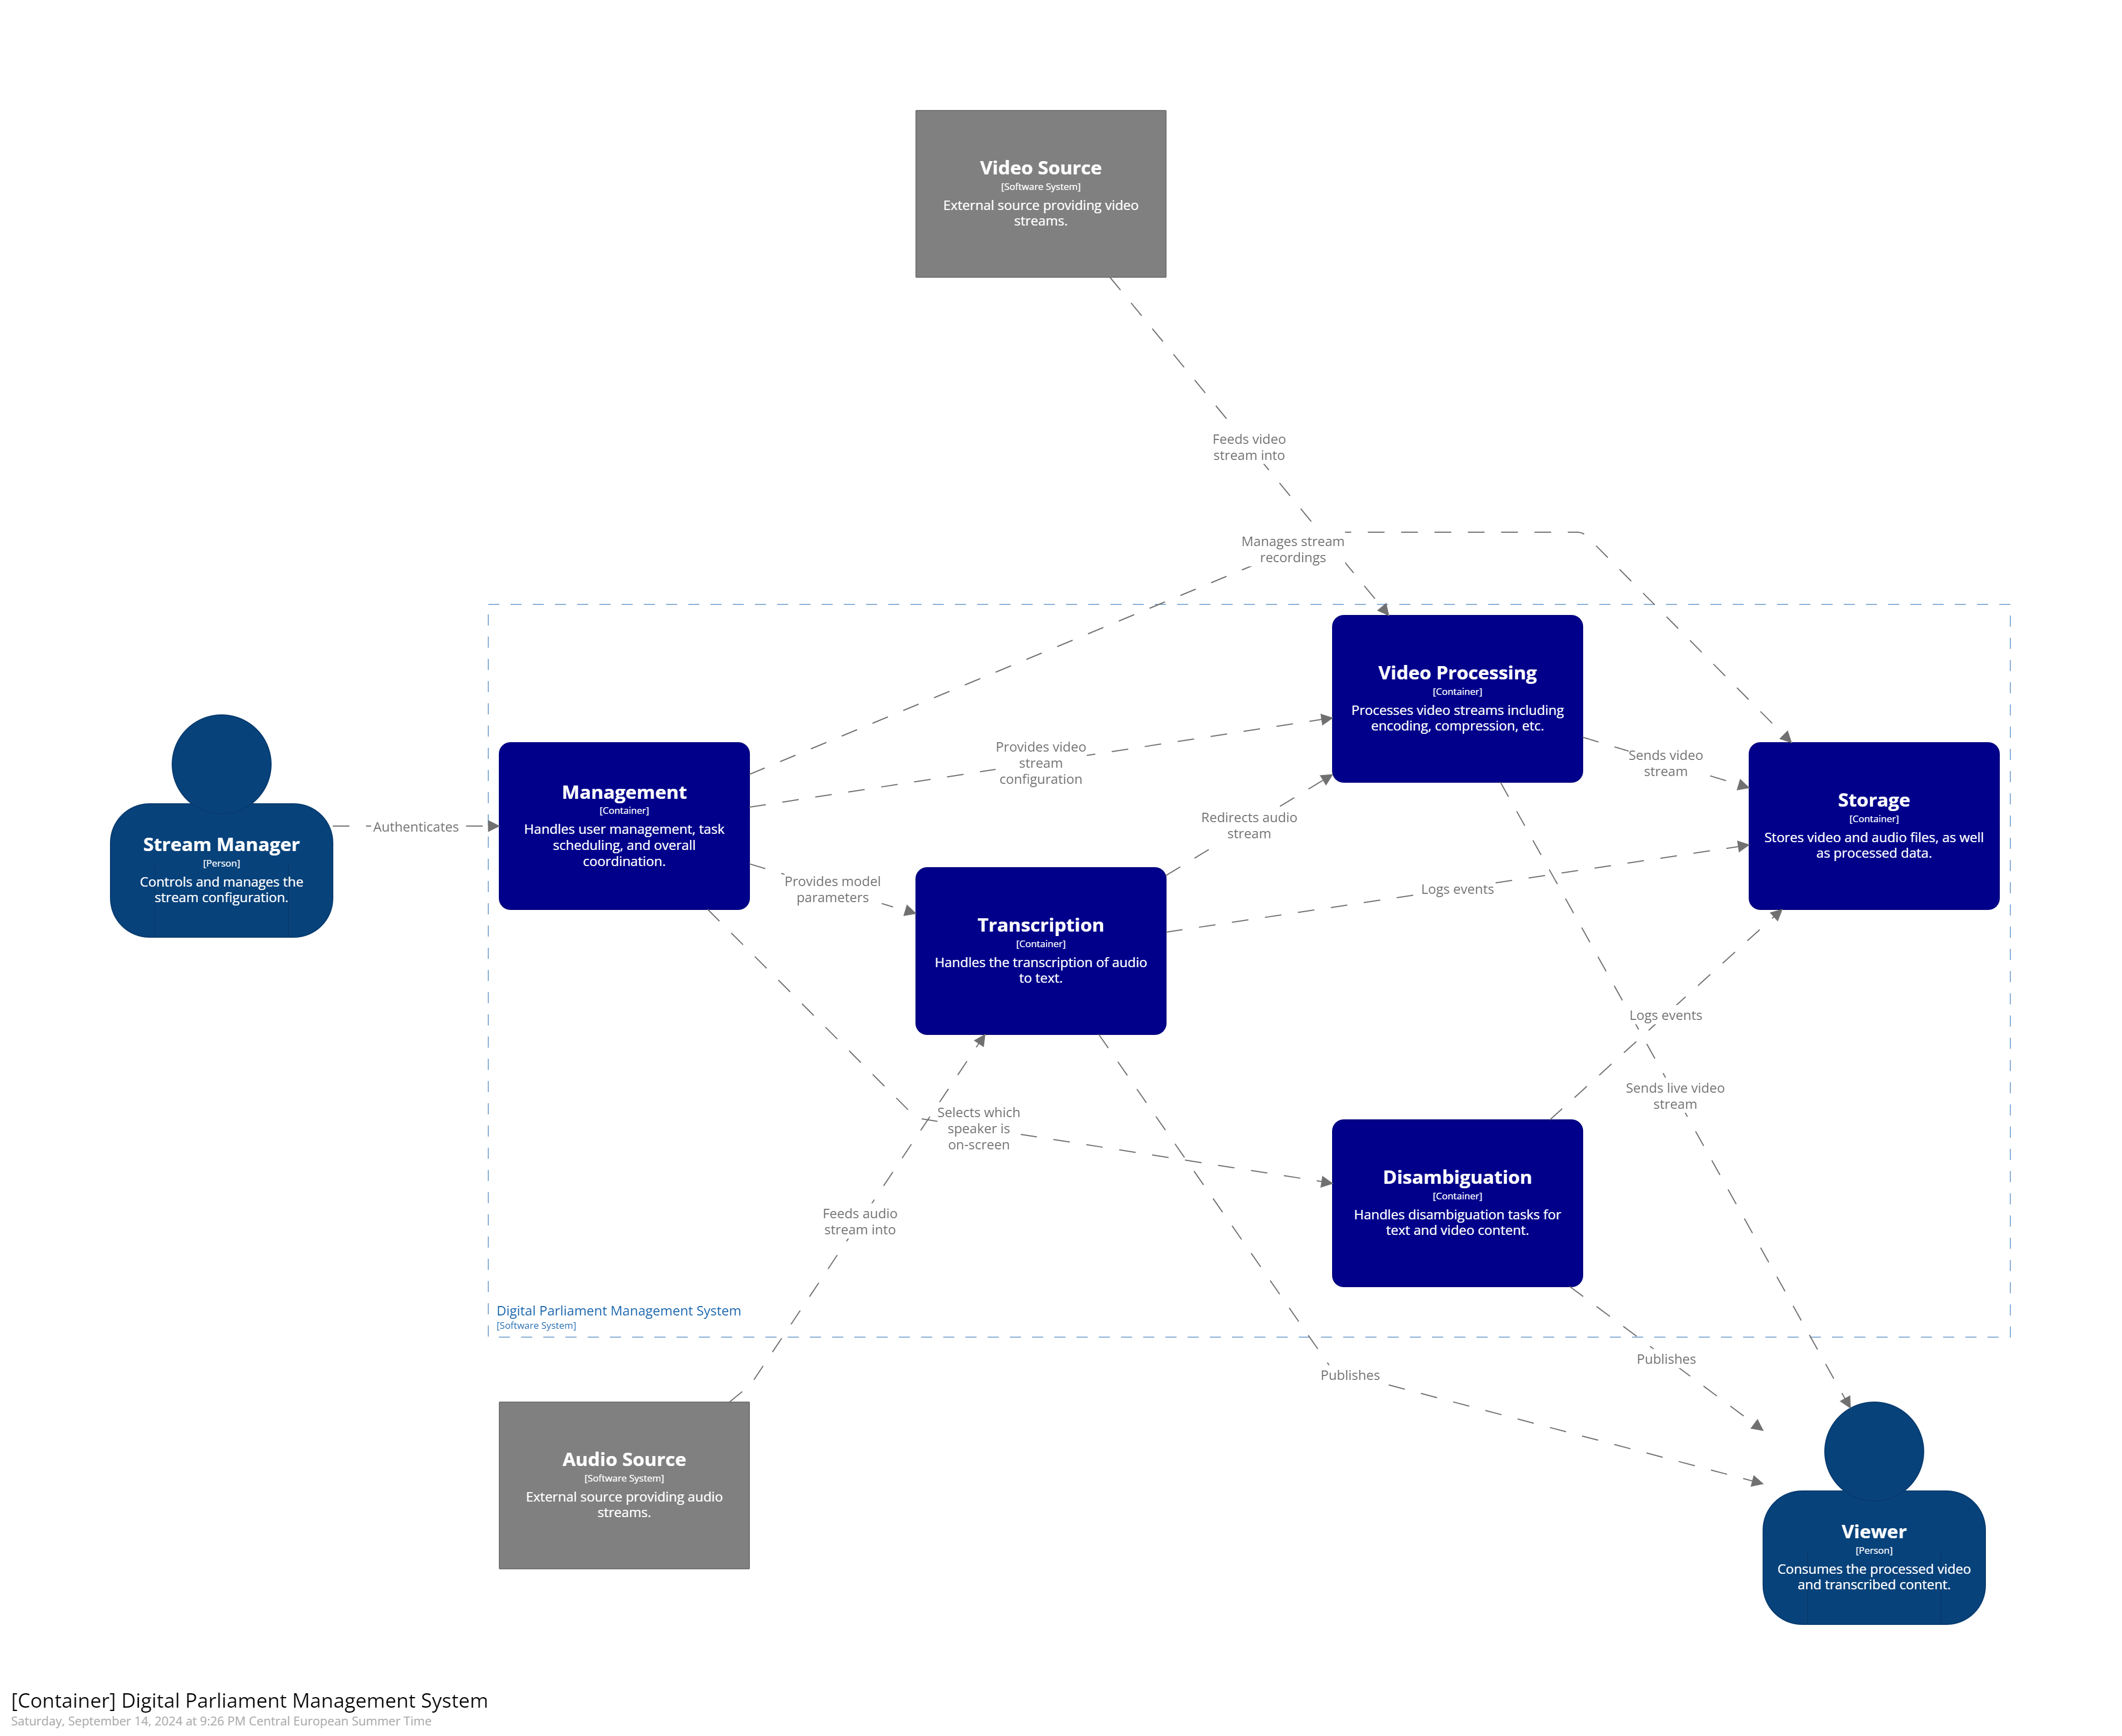 Video Source
[Software System]
External source providing video
streams.
Feeds video
stream into
Manages stream
recordings
Video Processing
[Container]
Processes video streams including
encoding, compression, etc.
Provides video
stream
configuration
Sends video
stream
Management
[Container]
Handles user management, task
scheduling, and overall
coordination.
Storage
[Container]
Stores video and audio files, as well
as processed data.
Authenticates
Stream Manager
[Person]
Controls and manages the
stream configuration.
Redirects audio
stream
Provides model
parameters
Logs events
Transcription
[Container]
Handles the transcription of audio
to text.
Logs events
Sends live video
stream
Selects which
speaker is
on-screen
Disambiguation
[Container]
Handles disambiguation tasks for
text and video content.
Feeds audio
stream into
Digital Parliament Management System
[Software System]
Publishes
Publishes
Audio Source
[Software System]
External source providing audio
streams.
Viewer
[Person]
Consumes the processed video
and transcribed content.
[Container] Digital Parliament Management System
Saturday, September 14, 2024 at 9:26 PM Central European Summer Time